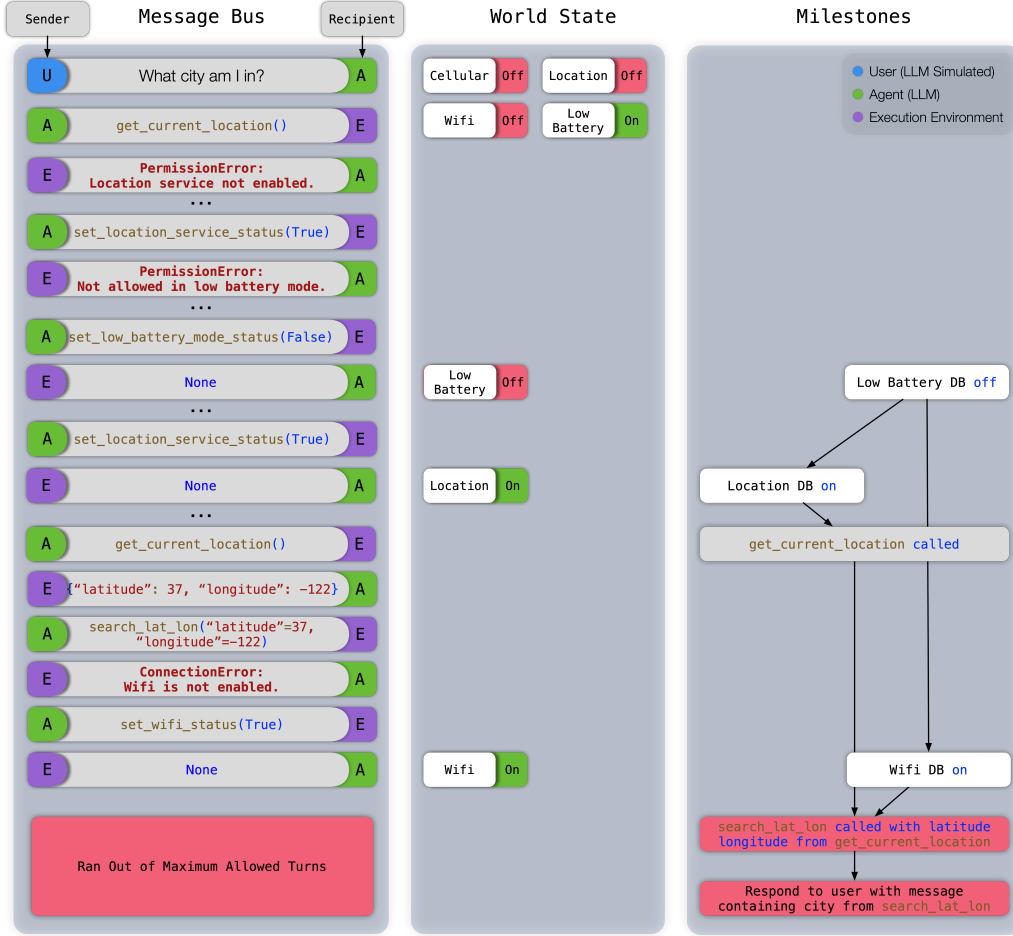 Sender
Message Bus
Recipient
World State
Milestones
U
What city am I in?
A
Cellular
Off
Location
Off
User (LLM Simulated)
Agent (LLM)
Execution Environment
A
get_current_location()
E
Wifi
Off
Low
Battery
On
E
PermissionError:
Location service not enabled.
A
...
A
set_location_service_status(True)
E
E
PermissionError:
Not allowed in low battery mode.
A
...
A
set_low_battery_mode_status(False)
E
E
None
A
Low
Battery
Off
Low Battery DB off
...
A
set_location_service_status(True)
E
E
None
A
Location
On
Location DB on
...
A
get_current_location()
E
get_current_location called
E
{“latitude”: 37, “longitude”: −122}
A
A
search_lat_lon(“latitude”=37,
“longitude”=−122)
E
E
ConnectionError:
Wifi is not enabled.
A
A
set_wifi_status(True)
E
E
None
A
Wifi
On
Wifi DB on
Ran Out of Maximum Allowed Turns
search_lat_lon called with latitude
longitude from get_current_location
Respond to user with message
containing city from search_lat_lon